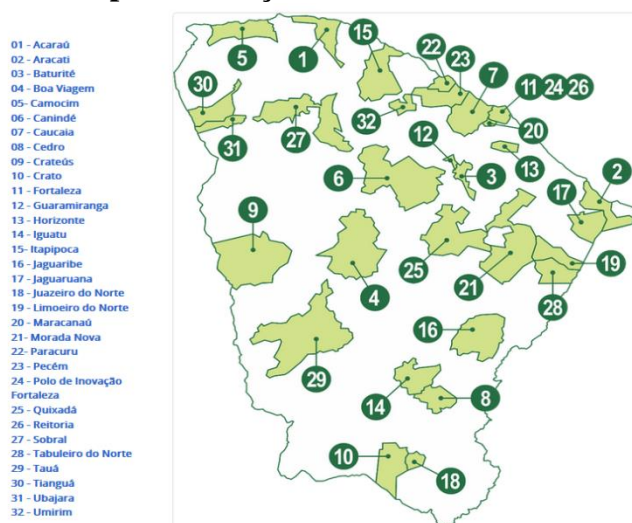 01 - Acaraú
02 - Aracati
03 - Baturité
04 - Boa Viagem
05- Camocim
06 - Canindé
07 - Caucaia
08 - Cedro
09 - Crateús
10 - Crato
11 - Fortaleza
12 - Guaramiranga
13 - Horizonte
14 - Iguatu
15- Itapipoca
16 - Jaguaribe
17 - Jaguaruana
18 - Juazeiro do Norte
19 - Limoeiro do Norte
20 - Maracanaú
21- Morada Nova
22- Paracuru
23 - Pecém
24 - Polo de Inovação
Fortaleza
25 - Quixadá
26 - Reitoria
27 - Sobral
28 - Tabuleiro do Norte
29 - Tauá
30 - Tianguá
31 - Ubajara
32 - Umirim
5
1
15
22
23
7
11 24 26
30
32
20
31
27
12
6
3
13
2
17
9
4
25
21
19
28
16
29
14
8
10
18